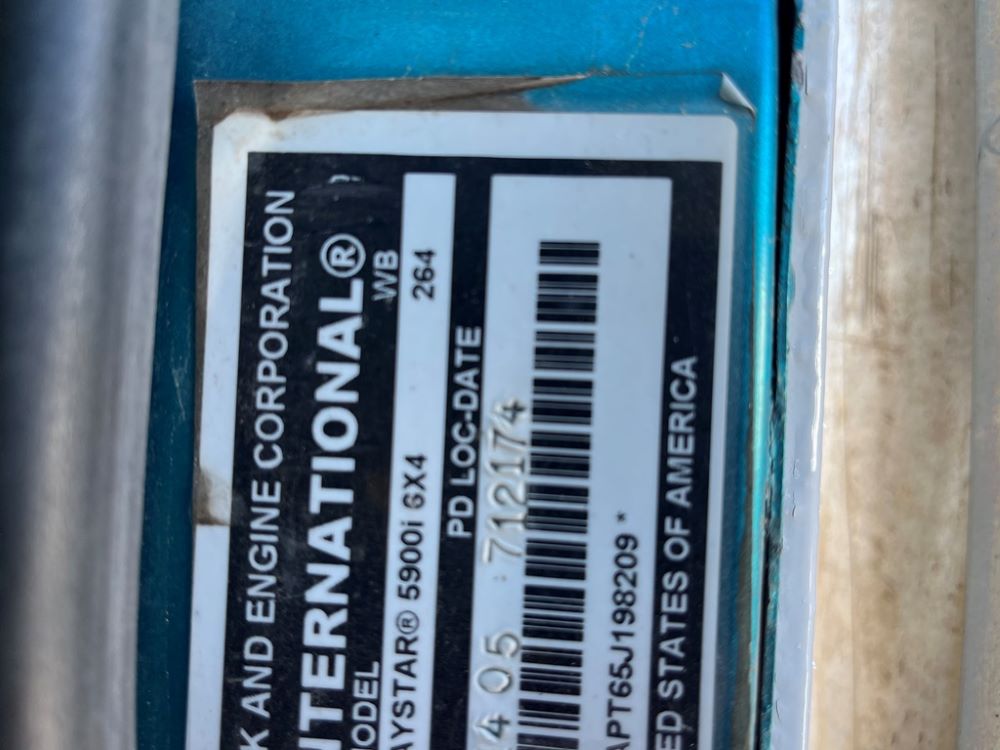 K AND ENGINE CORPORATION
NTERNATIONAL®
MODEL WB
AYSTAR® 5900i 6X4 264
PD LOC-DATE
4 05 712174
APT65J198209 *
ED STATES OF AMERICA